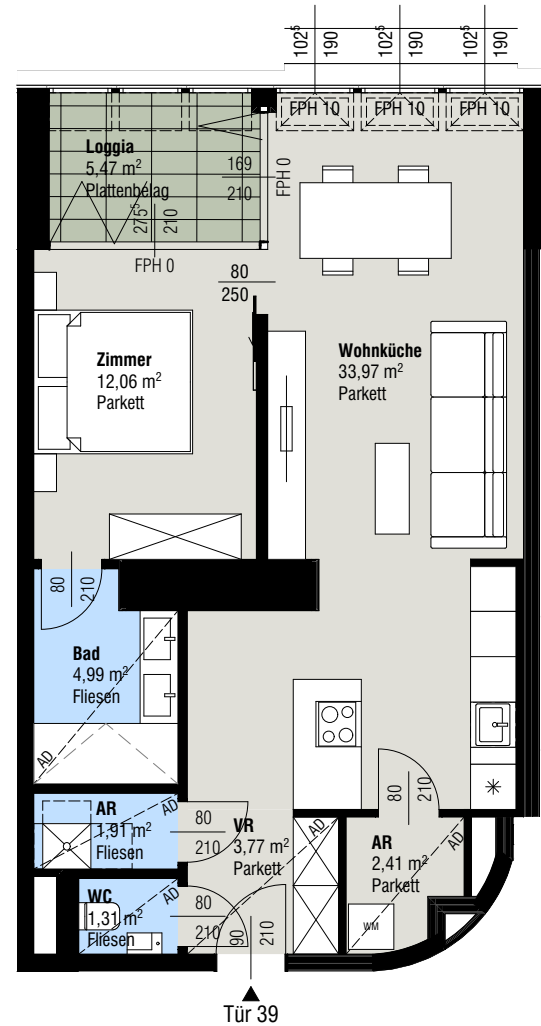 102⁵
190
102⁵
190
102⁵
190
FPH 10
FPH 10
FPH 10
Loggia
5,47 m²
Plattenbelag
169
210
FPH 0
275⁵
210
FPH 0
80
250
Zimmer
12,06 m²
Parkett
Wohnküche
33,97 m²
Parkett
80
210
Bad
4,99 m²
Fliesen
AD
80
210
AR
1,91 m²
Fliesen
AD
80
210
VR
3,77 m²
Parkett
AD
AR
2,41 m²
Parkett
AD
WM
WC
1,31 m²
Fliesen
AD
80
210
90
210
Tür 39